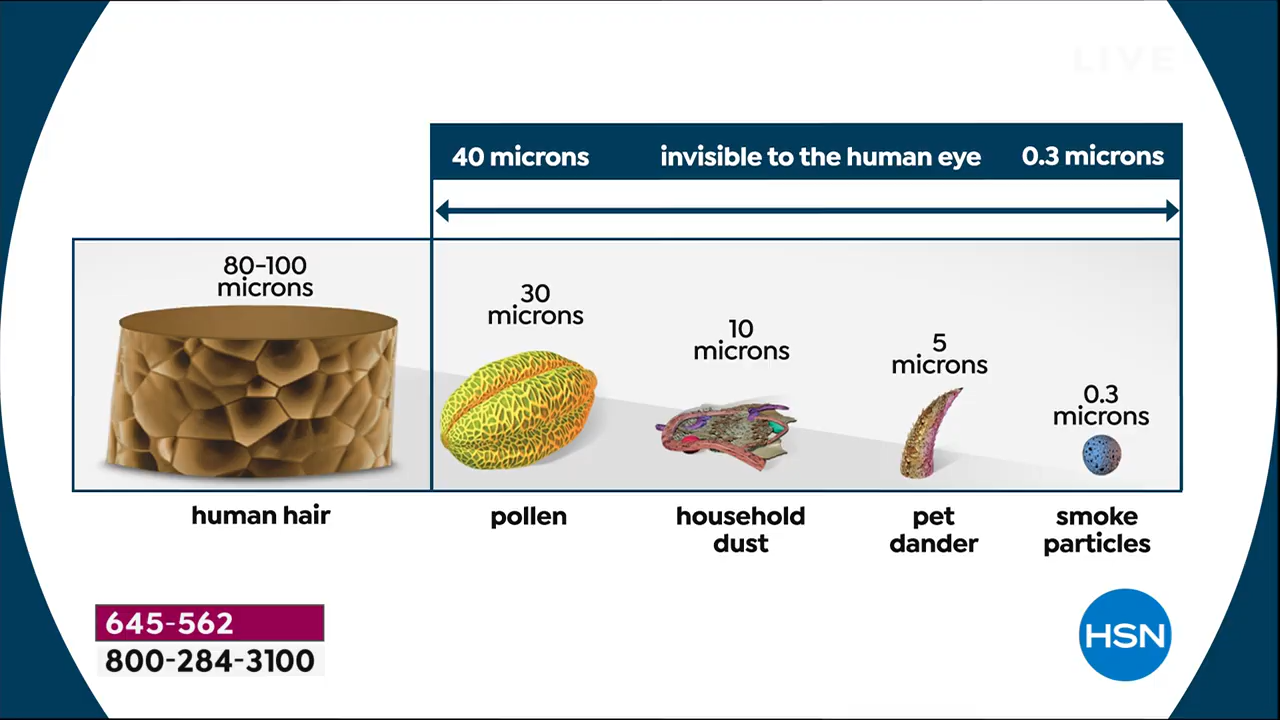 LIVE
40 microns invisible to the human eye 0.3 microns
80-100
microns
30
microns
10
microns
5
microns
0.3
microns
human hair
pollen
household
dust
pet
dander
smoke
particles
645-562
800-284-3100
HSN